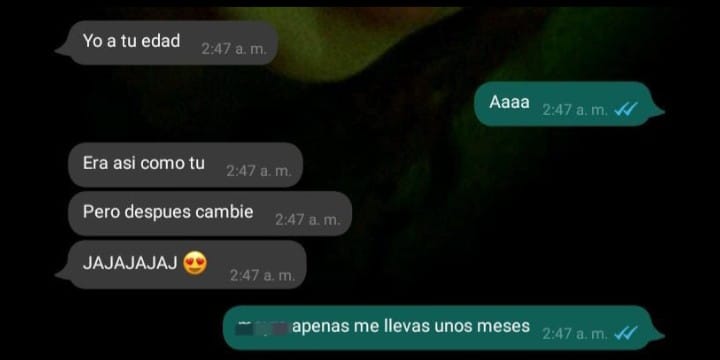 Yo a tu edad 2:47 a. m.
Aaaa 2:47 a. m.
Era asi como tu 2:47 a. m.
Pero despues cambie 2:47 a. m.
JAJAJAJAJ😍 2:47 a. m.
apenas me llevas unos meses 2:47 a. m.